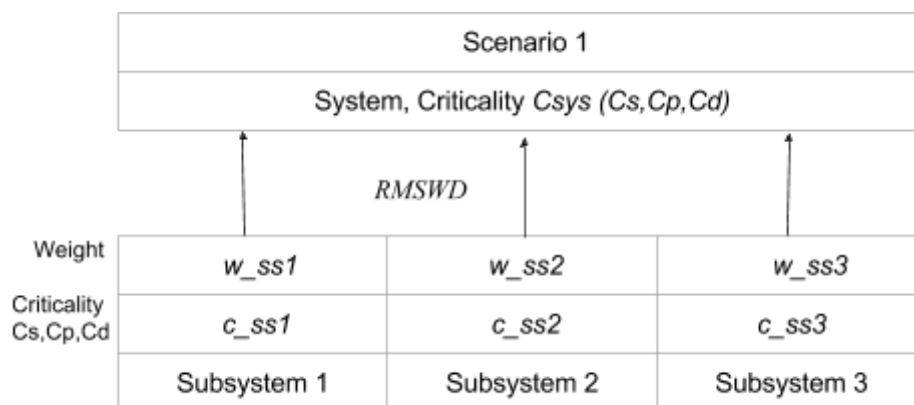 Scenario 1
System, Criticality Csys (Cs,Cp,Cd)
RMSWD
Weight
w_ss1
w_ss2
w_ss3
Criticality
Cs,Cp,Cd
c_ss1
c_ss2
c_ss3
Subsystem 1
Subsystem 2
Subsystem 3